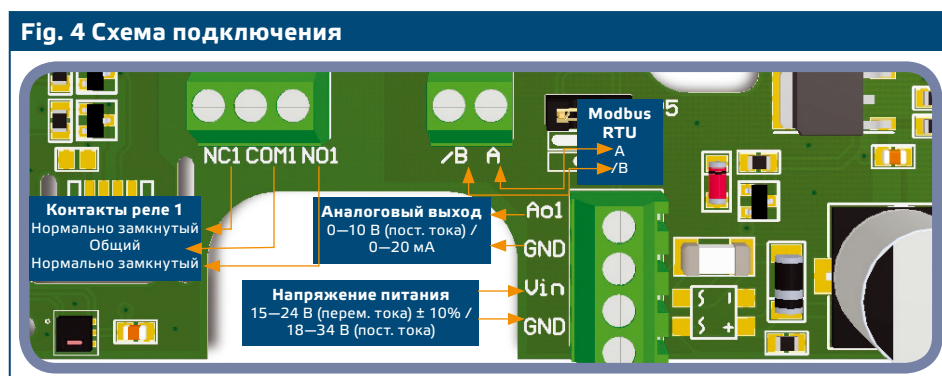 Fig. 4 Схема подключения
NC1 COM1 NO1
/B A
5
Modbus
RTU
A
/B
Контакты реле 1
Нормально замкнутый
Общий
Нормально замкнутый
Аналоговый выход
0—10 В (пост. тока) /
0—20 мА
Ao1
GND
Vin
GND
Напряжение питания
15—24 В (перем. тока) ± 10% /
18—34 В (пост. тока)